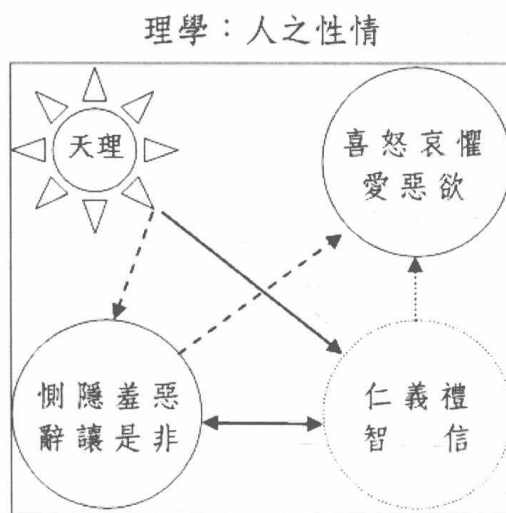 理學：人之性情
天理
喜怒哀懼
愛惡欲
惻隱羞惡
辭讓是非
仁義禮
智 信